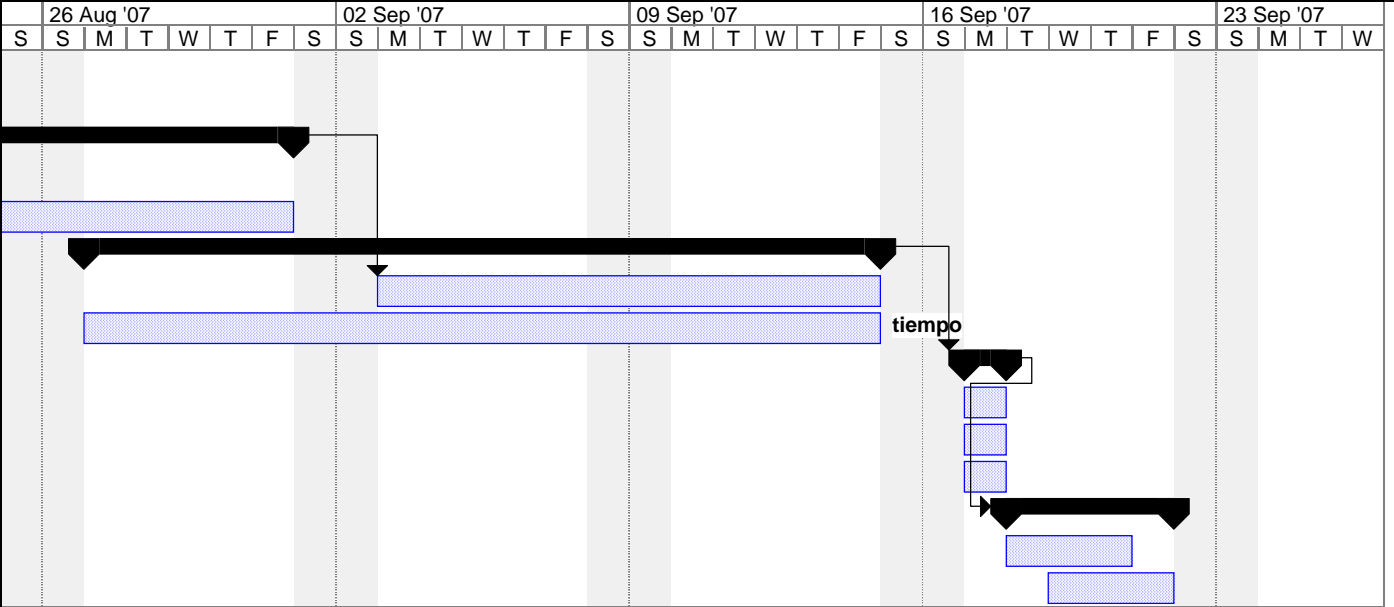 26 Aug '07 02 Sep '07 09 Sep '07 16 Sep '07 23 Sep '07
S S M T W T F S S M T W T F S S M T W T F S S M T W T F S S M T W
tiempo